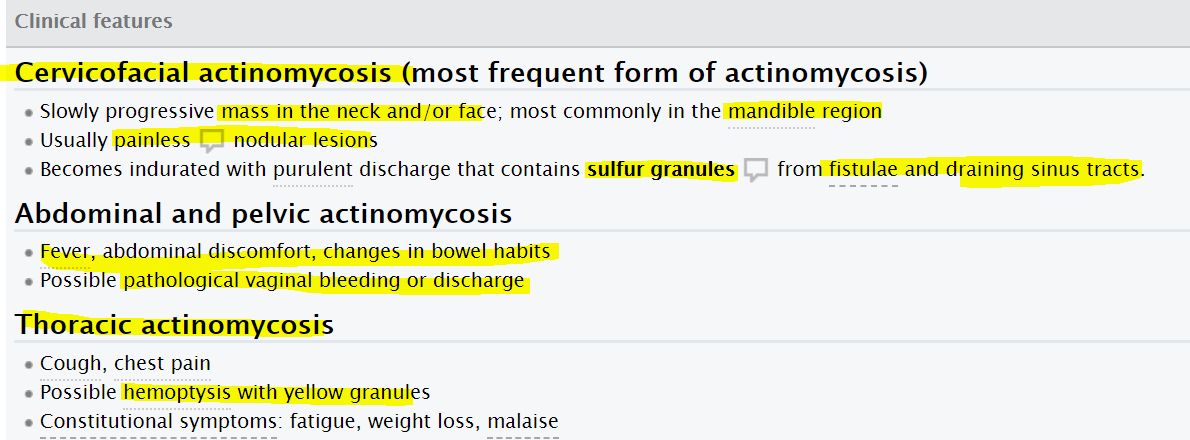 Clinical features
Cervicofacial actinomycosis (most frequent form of actinomycosis)
Slowly progressive mass in the neck and/or face; most commonly in the mandible region
Usually painless nodular lesions
Becomes indurated with purulent discharge that contains sulfur granules from fistulae and draining sinus tracts.
Abdominal and pelvic actinomycosis
Fever, abdominal discomfort, changes in bowel habits
Possible pathological vaginal bleeding or discharge
Thoracic actinomycosis
Cough, chest pain
Possible hemoptysis with yellow granules
Constitutional symptoms: fatigue, weight loss, malaise